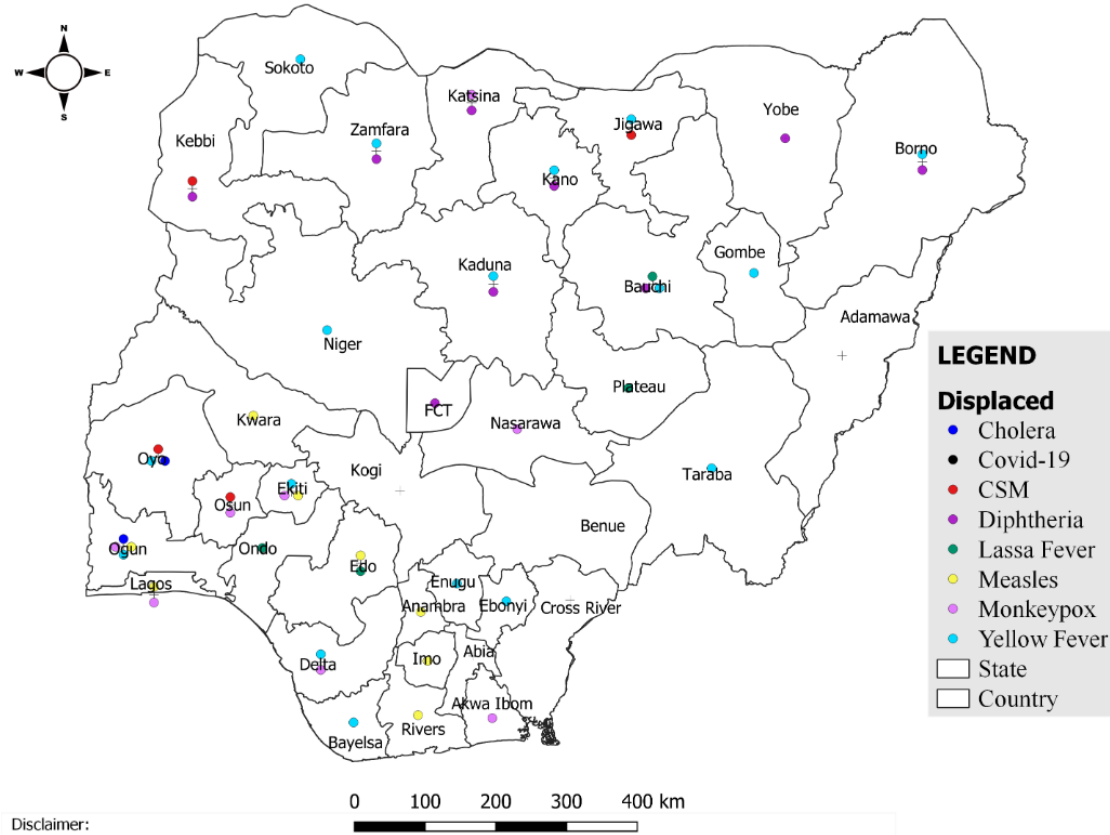 N
W E
S
Sokoto
Katsina
Kebbi
Zamfara
Jigawa
Yobe
Borno
Kano
Kaduna
Bauchi
Gombe
Adamawa
Niger
Plateau
FCT
Nasarawa
Kwara
Oyo
Kogi
Taraba
Ekiti
Osun
Benue
Ogun
Ondo
Edo
Lagos
Enugu
Anambra
Ebonyi
Cross River
Imo
Abia
Delta
Akwa Ibom
Rivers
Bayelsa
LEGEND
Displaced
Cholera
Covid-19
CSM
Diphtheria
Lassa Fever
Measles
Monkeypox
Yellow Fever
State
Country
0 100 200 300 400 km
Disclaimer: